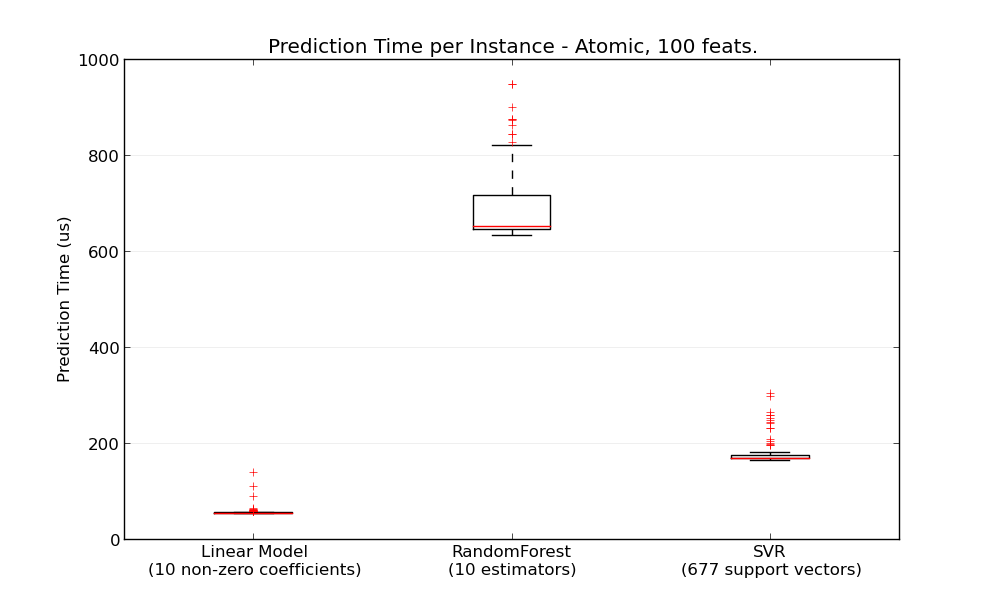 Prediction Time per Instance - Atomic, 100 feats.
Prediction Time (us)
1000
800
600
400
200
0
Linear Model
(10 non-zero coefficients)
RandomForest
(10 estimators)
SVR
(677 support vectors)